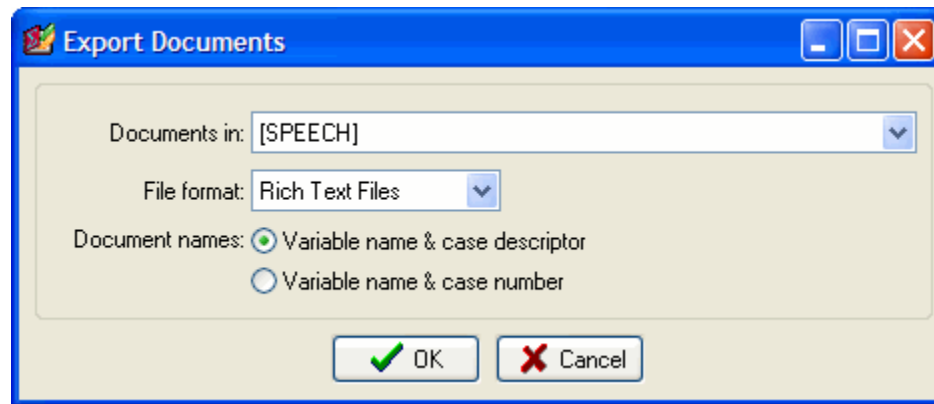 Export Documents
Documents in: [SPEECH]
File format: Rich Text Files
Document names: Variable name & case descriptor
Variable name & case number
OK Cancel